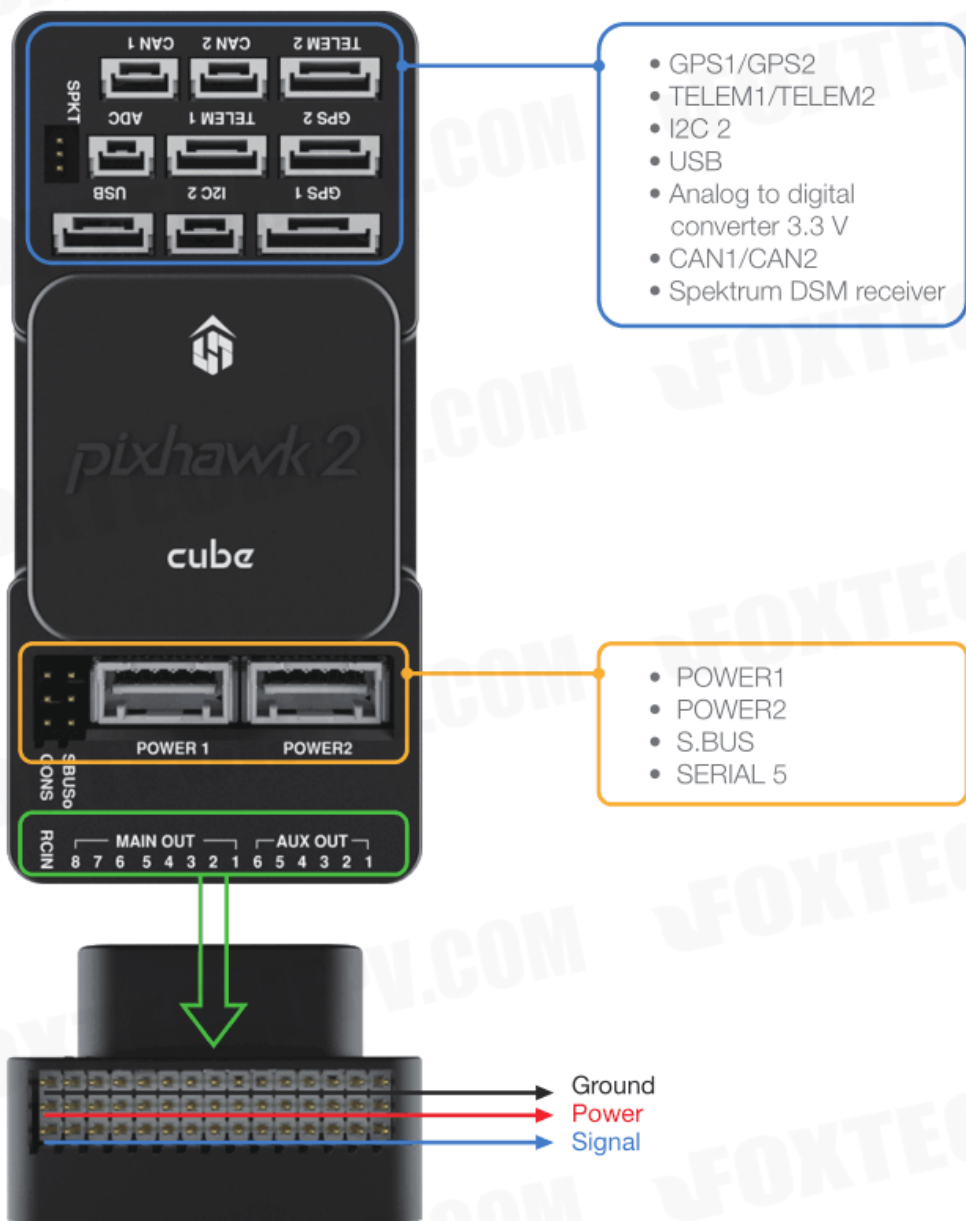 CAN 1 CAN 2 TELEM 2
SPKT ADC TELEM 1 GPS 2
USB I2C 2 GPS 1
• GPS1/GPS2
• TELEM1/TELEM2
• I2C 2
• USB
• Analog to digital
converter 3.3 V
• CAN1/CAN2
• Spektrum DSM receiver
pixhawk 2
cube
POWER 1 POWER2
• POWER1
• POWER2
• S.BUS
• SERIAL 5
CONS
SBUSo
RCIN
MAIN OUT AUX OUT
8 7 6 5 4 3 2 1 6 5 4 3 2 1
Ground
Power
Signal